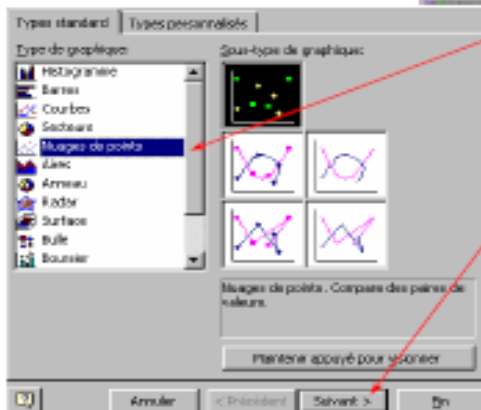 Types standard
Types personnalisés
Type de graphique:
Sous-type de graphique:
Histogramme
Barres
Courbes
Secteurs
Nuages de points
Aires
Anneau
Radar
Surface
Bulle
Boursier
Nuages de points. Compare des paires de
valeurs.
Maintenir appuyé pour visionner
Annuler
< Précédent
Suivant >
Fin